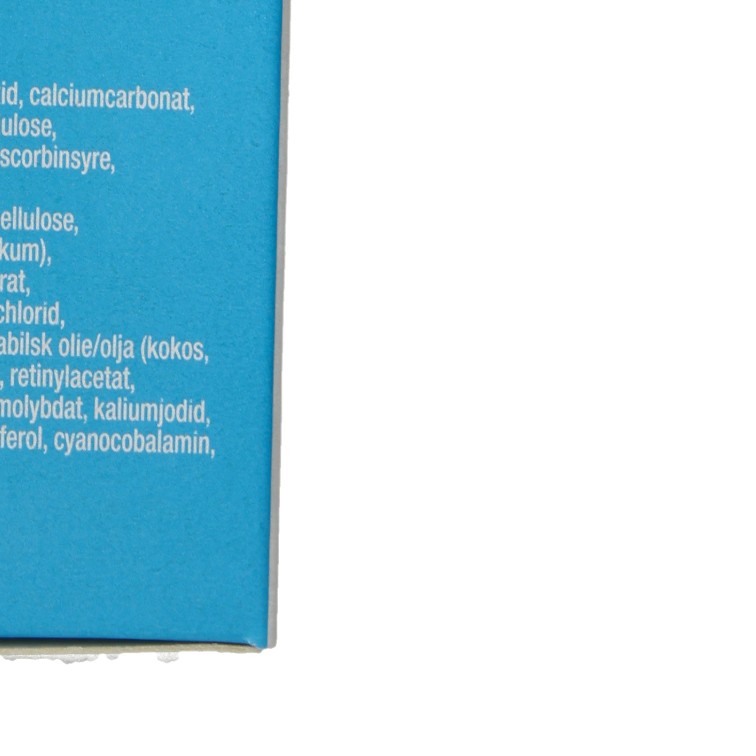 id, calciumcarbonat,
ulose,
scorbinsyre,
ellulose,
kum),
rat,
chlorid,
abilsk olie/olja (kokos,
, retinylacetat,
molybdat, kaliumjodid,
ferol, cyanocobalamin,